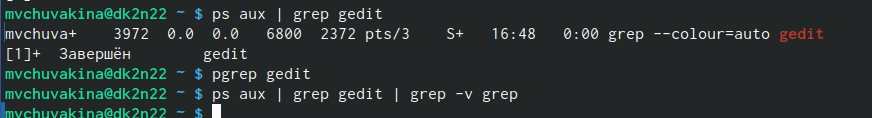 mvchuvakina@dk2n22 ~ $ ps aux | grep gedit
mvchuva+    3972  0.0  0.0   6800  2372 pts/3    S+   16:48   0:00 grep --colour=auto gedit
[1]+  Завершён         gedit
mvchuvakina@dk2n22 ~ $ pgrep gedit
mvchuvakina@dk2n22 ~ $ ps aux | grep gedit | grep -v grep
mvchuvakina@dk2n22 ~ $